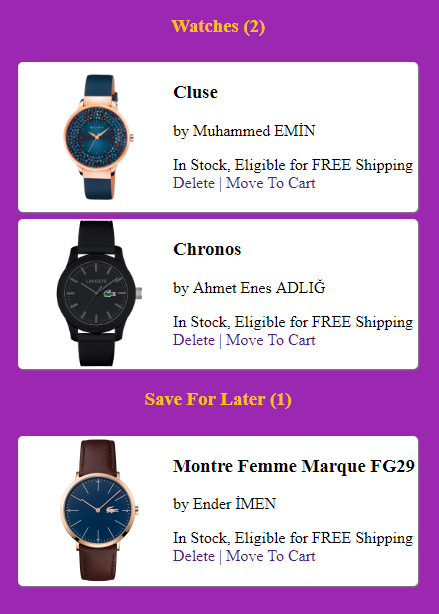 Watches (2)
Cluse
by Muhammed EMİN
In Stock, Eligible for FREE Shipping
Delete | Move To Cart
Chronos
LACOSTE
by Ahmet Enes ADLIĞ
In Stock, Eligible for FREE Shipping
Delete | Move To Cart
Save For Later (1)
Montre Femme Marque FG29
by Ender İMEN
In Stock, Eligible for FREE Shipping
Delete | Move To Cart